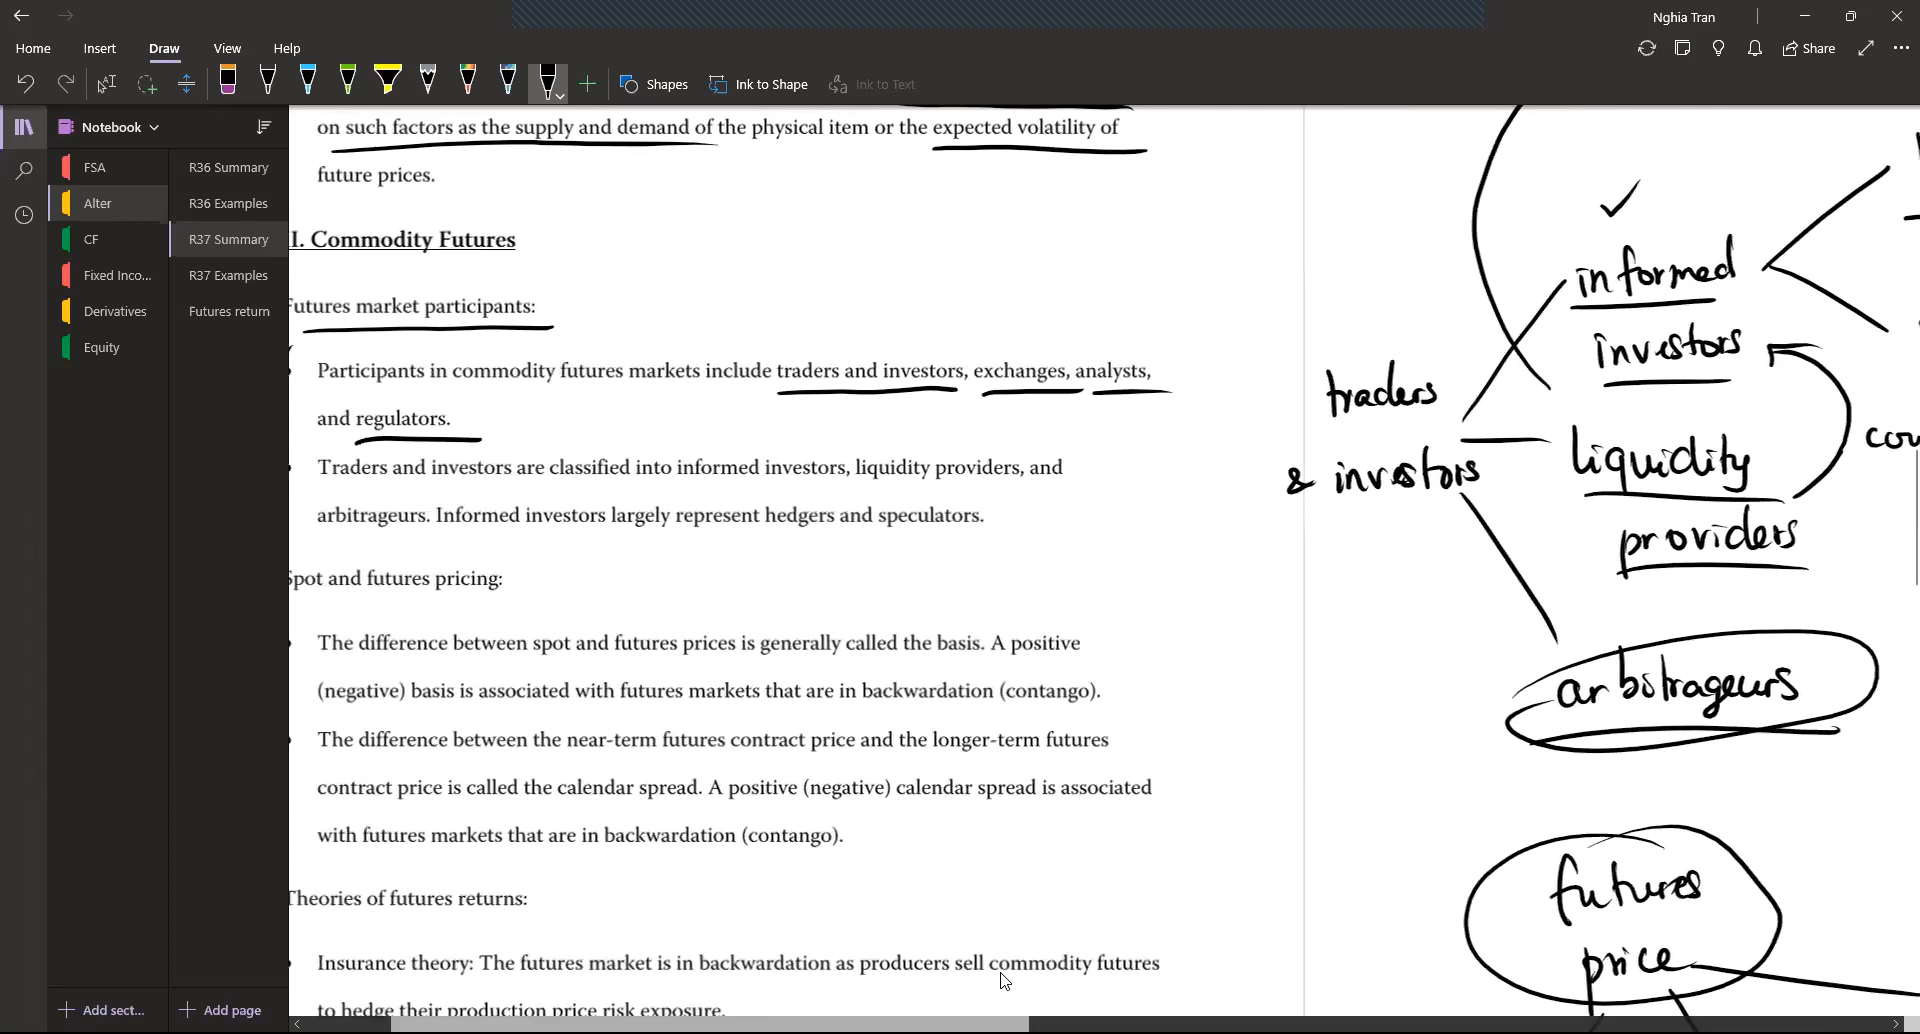 Nghia Tran
Home Insert Draw View Help
Share
Shapes Ink to Shape Ink to Text
Notebook
FSA
Alter
CF
Fixed Inco...
Derivatives
Equity
R36 Summary
R36 Examples
R37 Summary
R37 Examples
Futures return
Add sect...
Add page
on such factors as the supply and demand of the physical item or the expected volatility of
future prices.
II. Commodity Futures
Futures market participants:
Participants in commodity futures markets include traders and investors, exchanges, analysts,
and regulators.
Traders and investors are classified into informed investors, liquidity providers, and
arbitrageurs. Informed investors largely represent hedgers and speculators.
Spot and futures pricing:
The difference between spot and futures prices is generally called the basis. A positive
(negative) basis is associated with futures markets that are in backwardation (contango).
The difference between the near-term futures contract price and the longer-term futures
contract price is called the calendar spread. A positive (negative) calendar spread is associated
with futures markets that are in backwardation (contango).
Theories of futures returns:
Insurance theory: The futures market is in backwardation as producers sell commodity futures
to hedge their production price risk exposure.
traders
& investors
informed
investors
liquidity
providers
arbitrageurs
futures
price